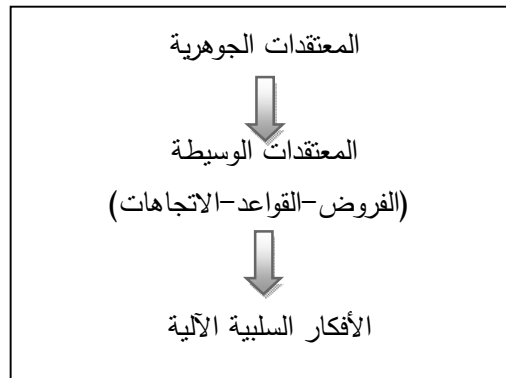 المعتقدات الجوهرية
المعتقدات الوسيطة
(الفروض-القواعد-الاتجاهات)
الأفكار السلبية الآلية